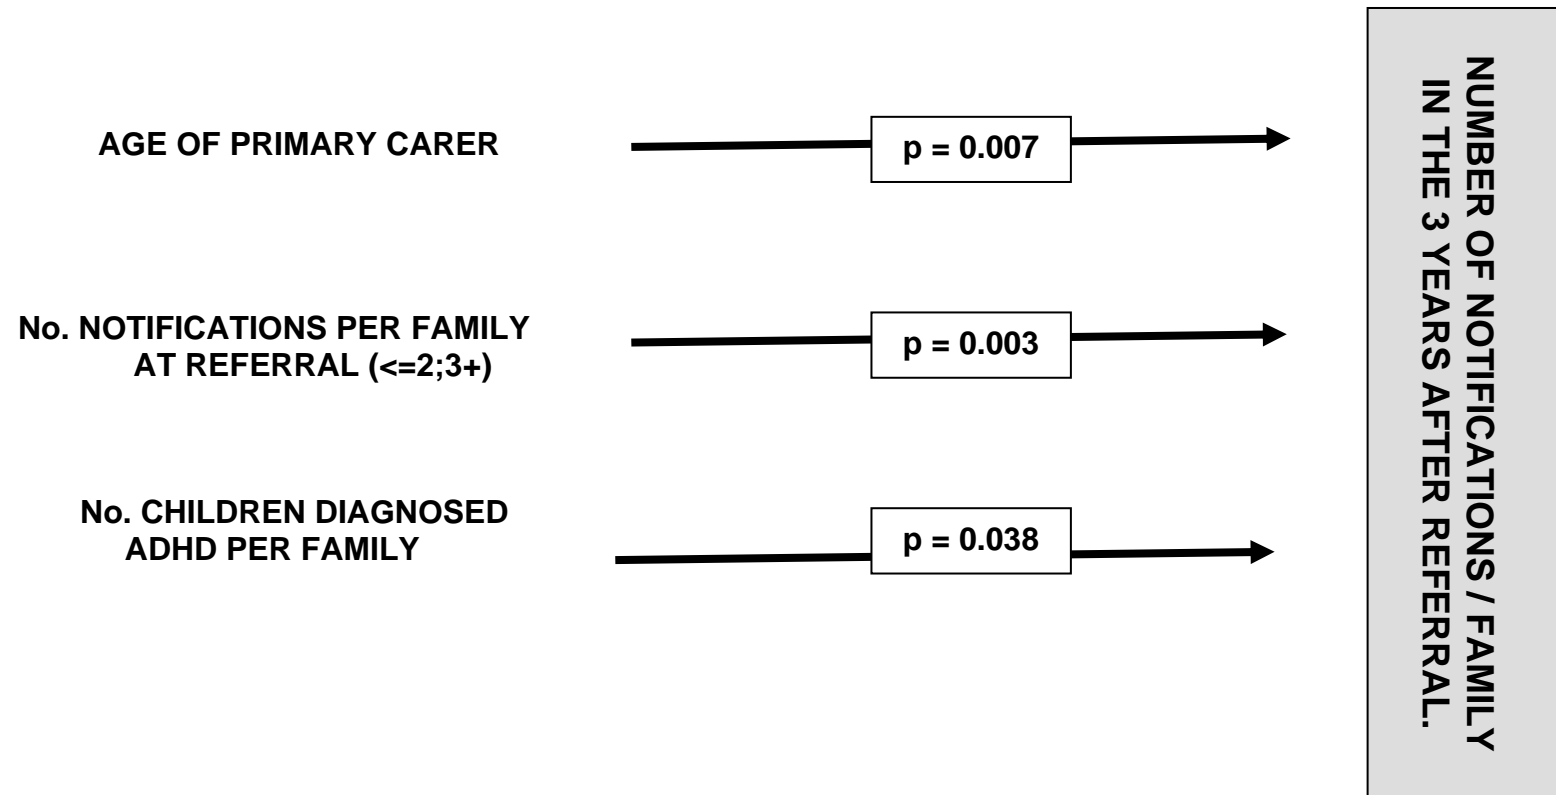 AGE OF PRIMARY CARER
p = 0.007
No. NOTIFICATIONS PER FAMILY
AT REFERRAL (<=2;3+)
p = 0.003
No. CHILDREN DIAGNOSED
ADHD PER FAMILY
p = 0.038
NUMBER OF NOTIFICATIONS / FAMILY
IN THE 3 YEARS AFTER REFERRAL.